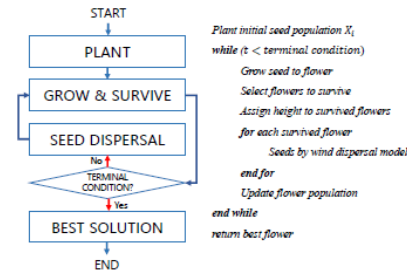 START
PLANT
GROW & SURVIVE
SEED DISPERSAL
No
TERMINAL
CONDITION?
Yes
BEST SOLUTION
END
Plant initial seed population Xi
while (t < terminal condition)
Grow seed to flower
Select flowers to survive
Assign height to survived flowers
for each survived flower
Seeds by wind dispersal model
end for
Update flower population
end while
return best flower